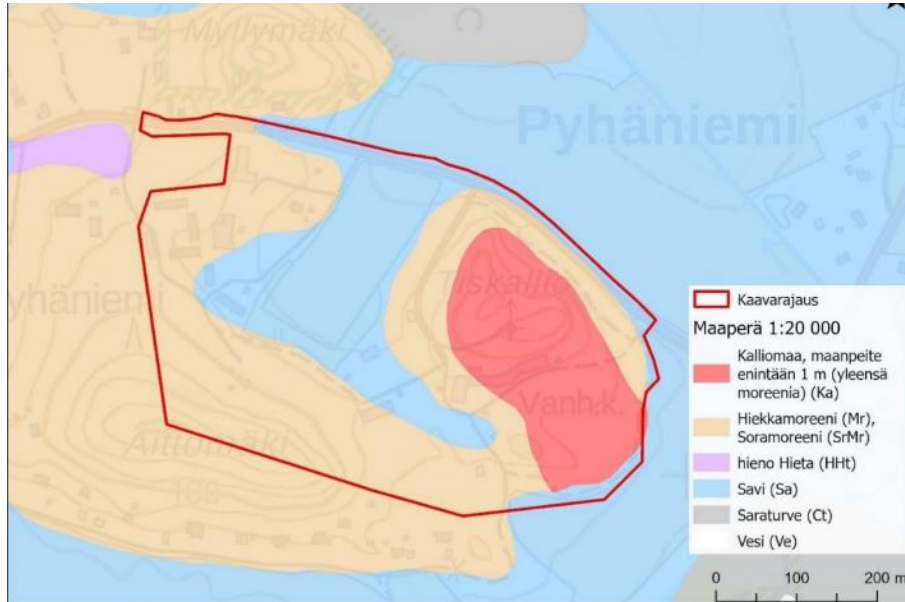 Myllymäki
Pyhäniemi
yhäniemi
Tiskallio
Vanh.k.
Aittomäki
Kaavarajaus
Maaperä 1:20 000
Kalliomaa, maanpeite
enintään 1 m (yleensä
moreenia) (Ka)
Hiekkamoreeni (Mr),
Soramoreeni (SrMr)
hieno Hieta (HHt)
Savi (Sa)
Saraturve (Ct)
Vesi (Ve)
0 100 200 m